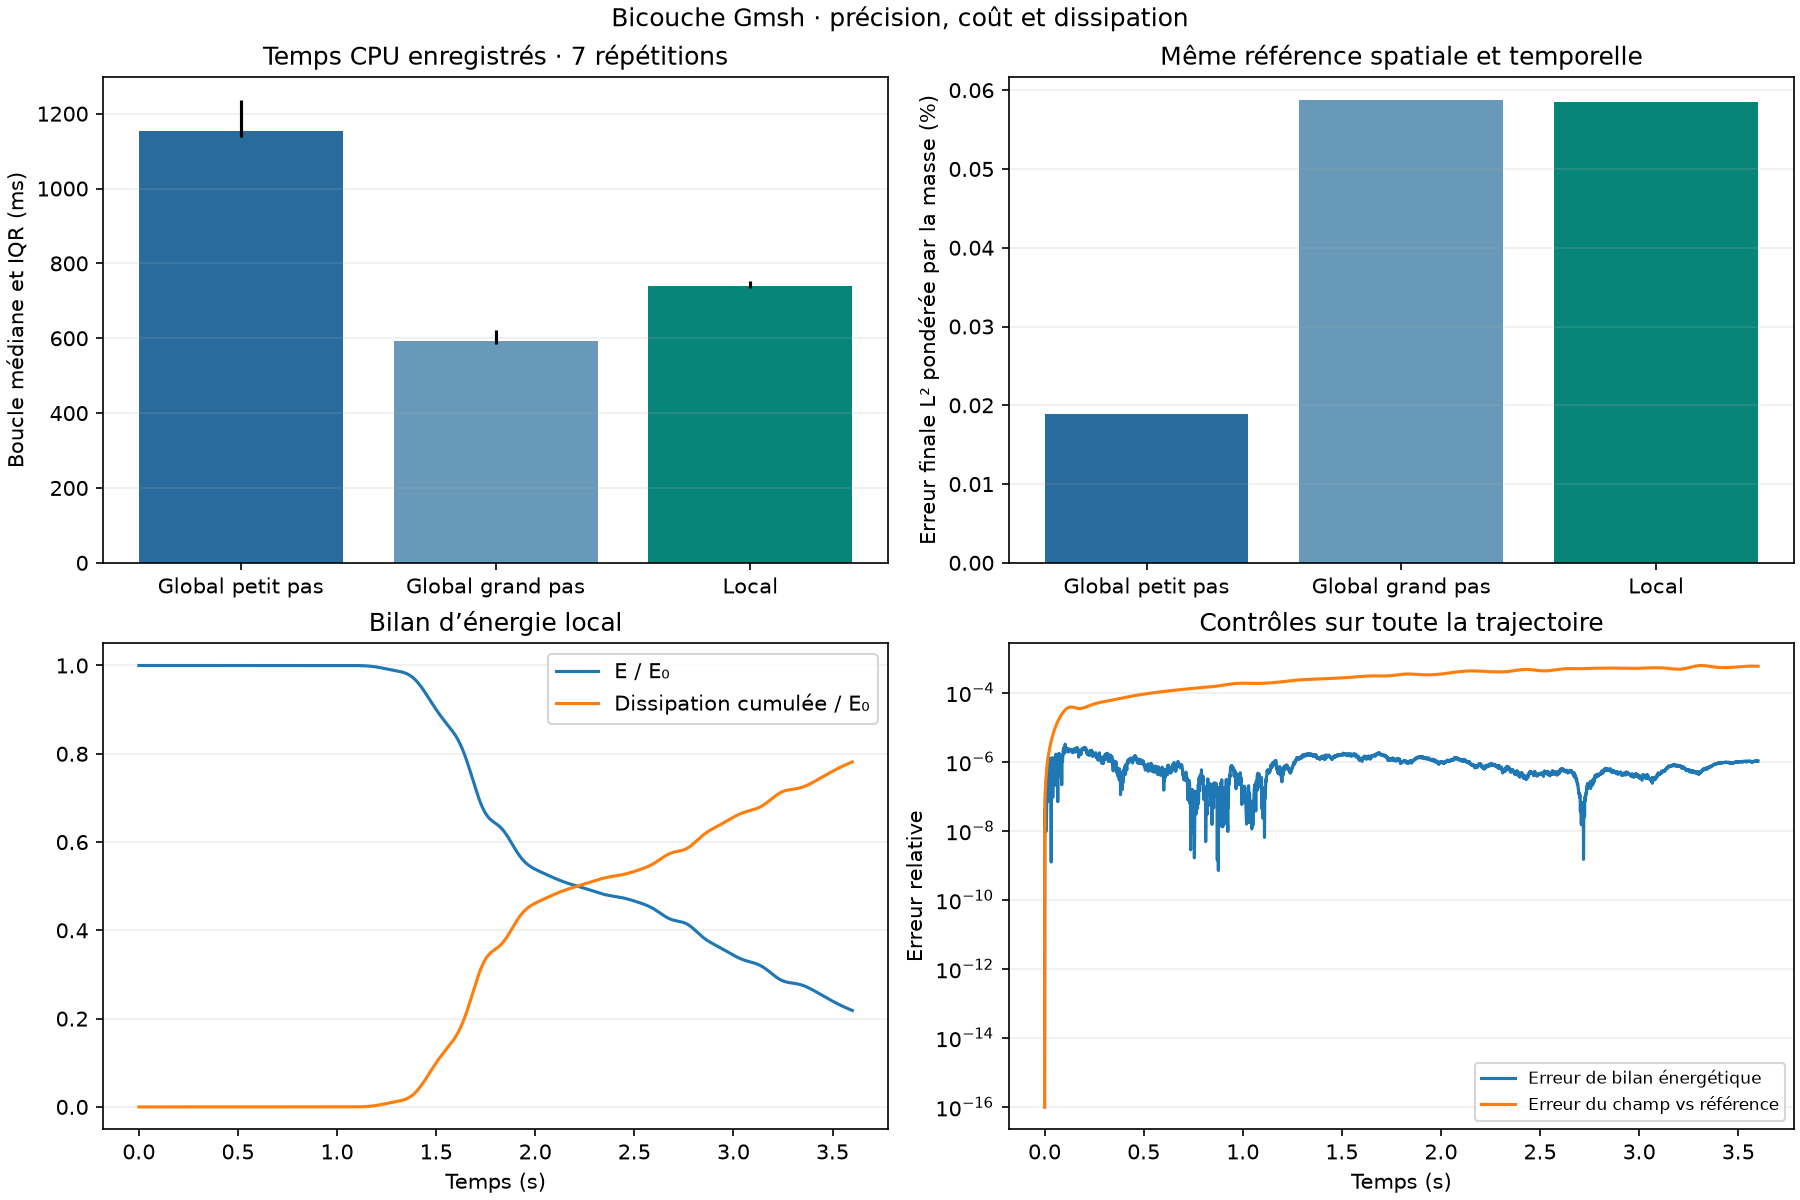 Bicouche Gmsh · précision, coût et dissipation
Temps CPU enregistrés · 7 répétitions
Boucle médiane et IQR (ms)
1200
1000
800
600
400
200
0
Global petit pas
Global grand pas
Local
Même référence spatiale et temporelle
Erreur finale L² pondérée par la masse (%)
0.06
0.05
0.04
0.03
0.02
0.01
0.00
Global petit pas
Global grand pas
Local
Bilan d’énergie local
E / E₀
Dissipation cumulée / E₀
1.0
0.8
0.6
0.4
0.2
0.0
0.0
0.5
1.0
1.5
2.0
2.5
3.0
3.5
Temps (s)
Contrôles sur toute la trajectoire
Erreur relative
10⁻⁴
10⁻⁶
10⁻⁸
10⁻¹⁰
10⁻¹²
10⁻¹⁴
10⁻¹⁶
Erreur de bilan énergétique
Erreur du champ vs référence
0.0
0.5
1.0
1.5
2.0
2.5
3.0
3.5
Temps (s)